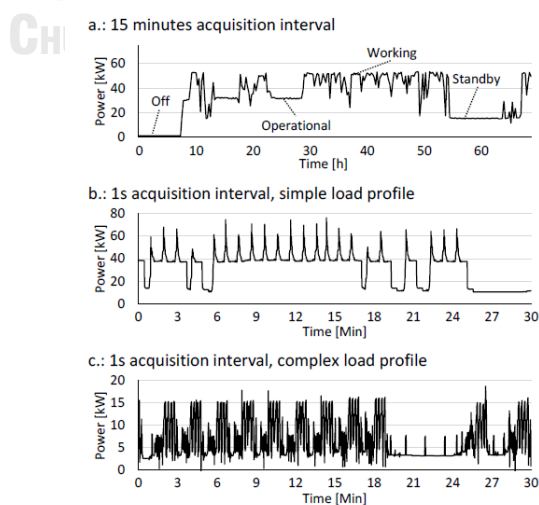 CH
a.: 15 minutes acquisition interval
Power [kW]
60
40
20
0
Off
Operational
Working
Standby
0 10 20 30 40 50 60
Time [h]
b.: 1s acquisition interval, simple load profile
Power [kW]
80
60
40
20
0
0 3 6 9 12 15 18 21 24 27 30
Time [Min]
c.: 1s acquisition interval, complex load profile
Power [kW]
20
15
10
5
0
0 3 6 9 12 15 18 21 24 27 30
Time [Min]